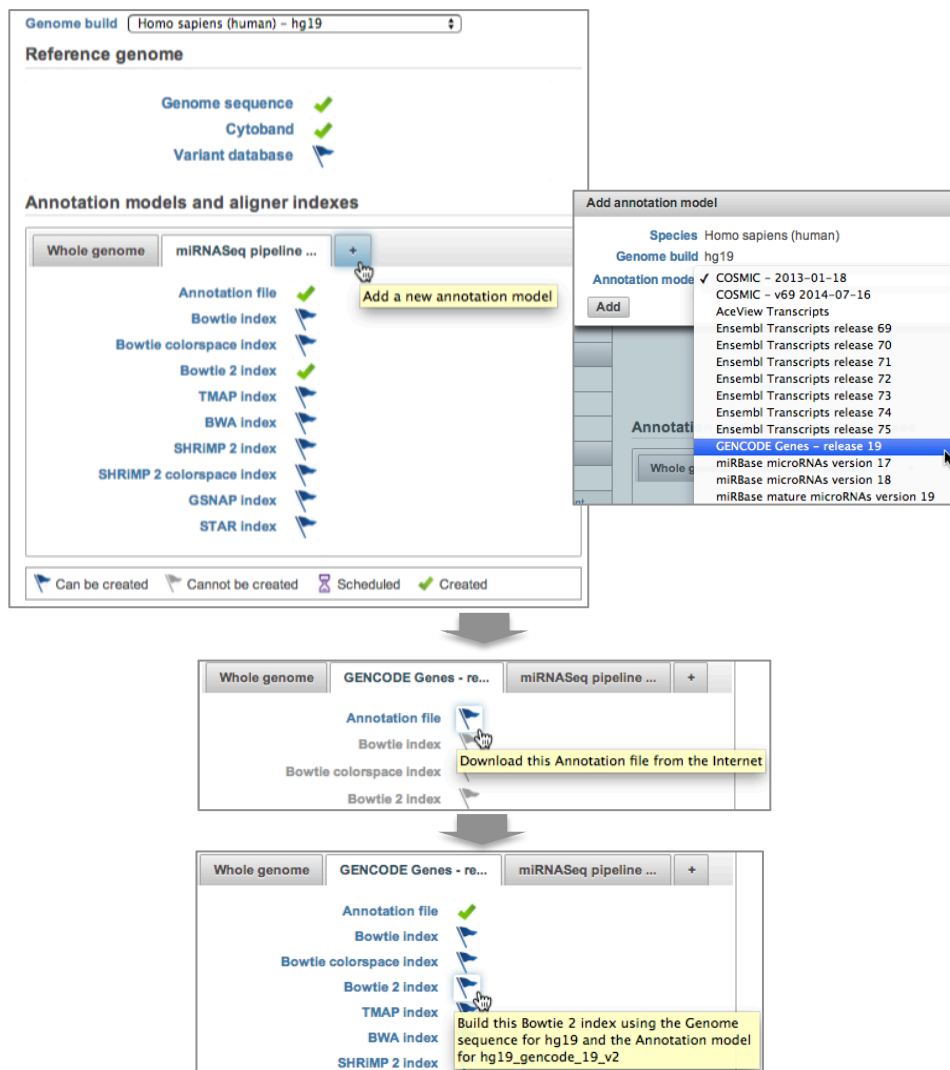 Genome build Homo sapiens (human) – hg19
Reference genome
Genome sequence
Cytoband
Variant database
Annotation models and aligner indexes
Whole genome miRNASeq pipeline ... +
Add a new annotation model
Annotation file
Bowtie index
Bowtie colorspace index
Bowtie 2 index
TMAP index
BWA index
SHRiMP 2 index
SHRiMP 2 colorspace index
GSNAP index
STAR index
Can be created Cannot be created Scheduled Created
Add annotation model
Species Homo sapiens (human)
Genome build hg19
Annotation mode ✓ COSMIC – 2013-01-18
Add
COSMIC – v69 2014-07-16
AceView Transcripts
Ensembl Transcripts release 69
Ensembl Transcripts release 70
Ensembl Transcripts release 71
Ensembl Transcripts release 72
Ensembl Transcripts release 73
Ensembl Transcripts release 74
Ensembl Transcripts release 75
GENCODE Genes – release 19
miRBase microRNAs version 17
miRBase microRNAs version 18
miRBase mature microRNAs version 19
Annotati
Whole g
Whole genome GENCODE Genes - re... miRNASeq pipeline ... +
Annotation file
Bowtie index
Download this Annotation file from the Internet
Bowtie colorspace index
Bowtie 2 index
Whole genome GENCODE Genes - re... miRNASeq pipeline ... +
Annotation file
Bowtie index
Bowtie colorspace index
Bowtie 2 index
TMAP index
BWA index
SHRiMP 2 index
Build this Bowtie 2 index using the Genome
sequence for hg19 and the Annotation model
for hg19_gencode_19_v2